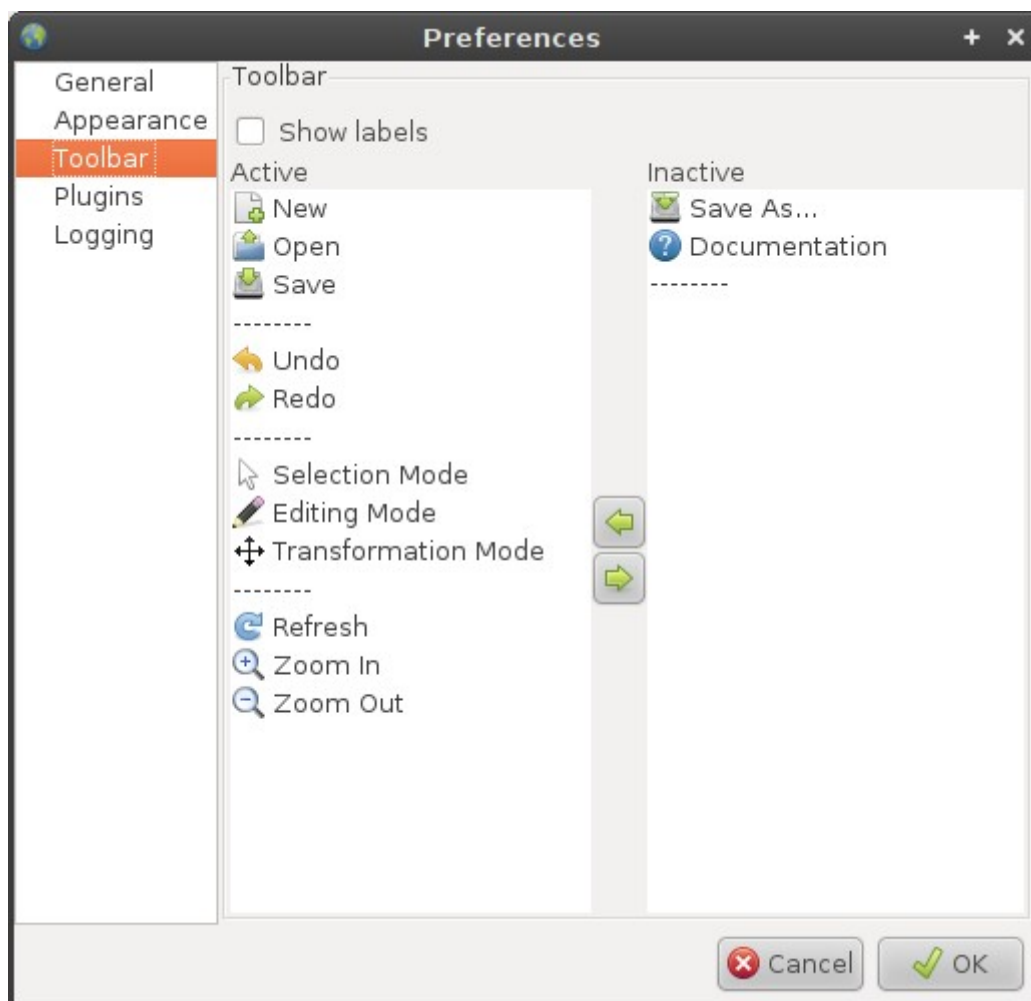 Preferences
General
Appearance
Toolbar
Plugins
Logging
Toolbar
Show labels
Active
New
Open
Save
--------
Undo
Redo
--------
Selection Mode
Editing Mode
Transformation Mode
--------
Refresh
Zoom In
Zoom Out
Inactive
Save As...
Documentation
--------
Cancel
OK